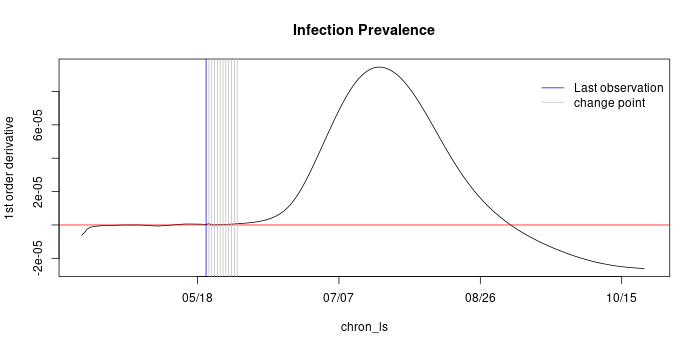 Infection Prevalence
Last observation
change point
1st order derivative
6e-05
2e-05
-2e-05
05/18
07/07
08/26
10/15
chron_ls